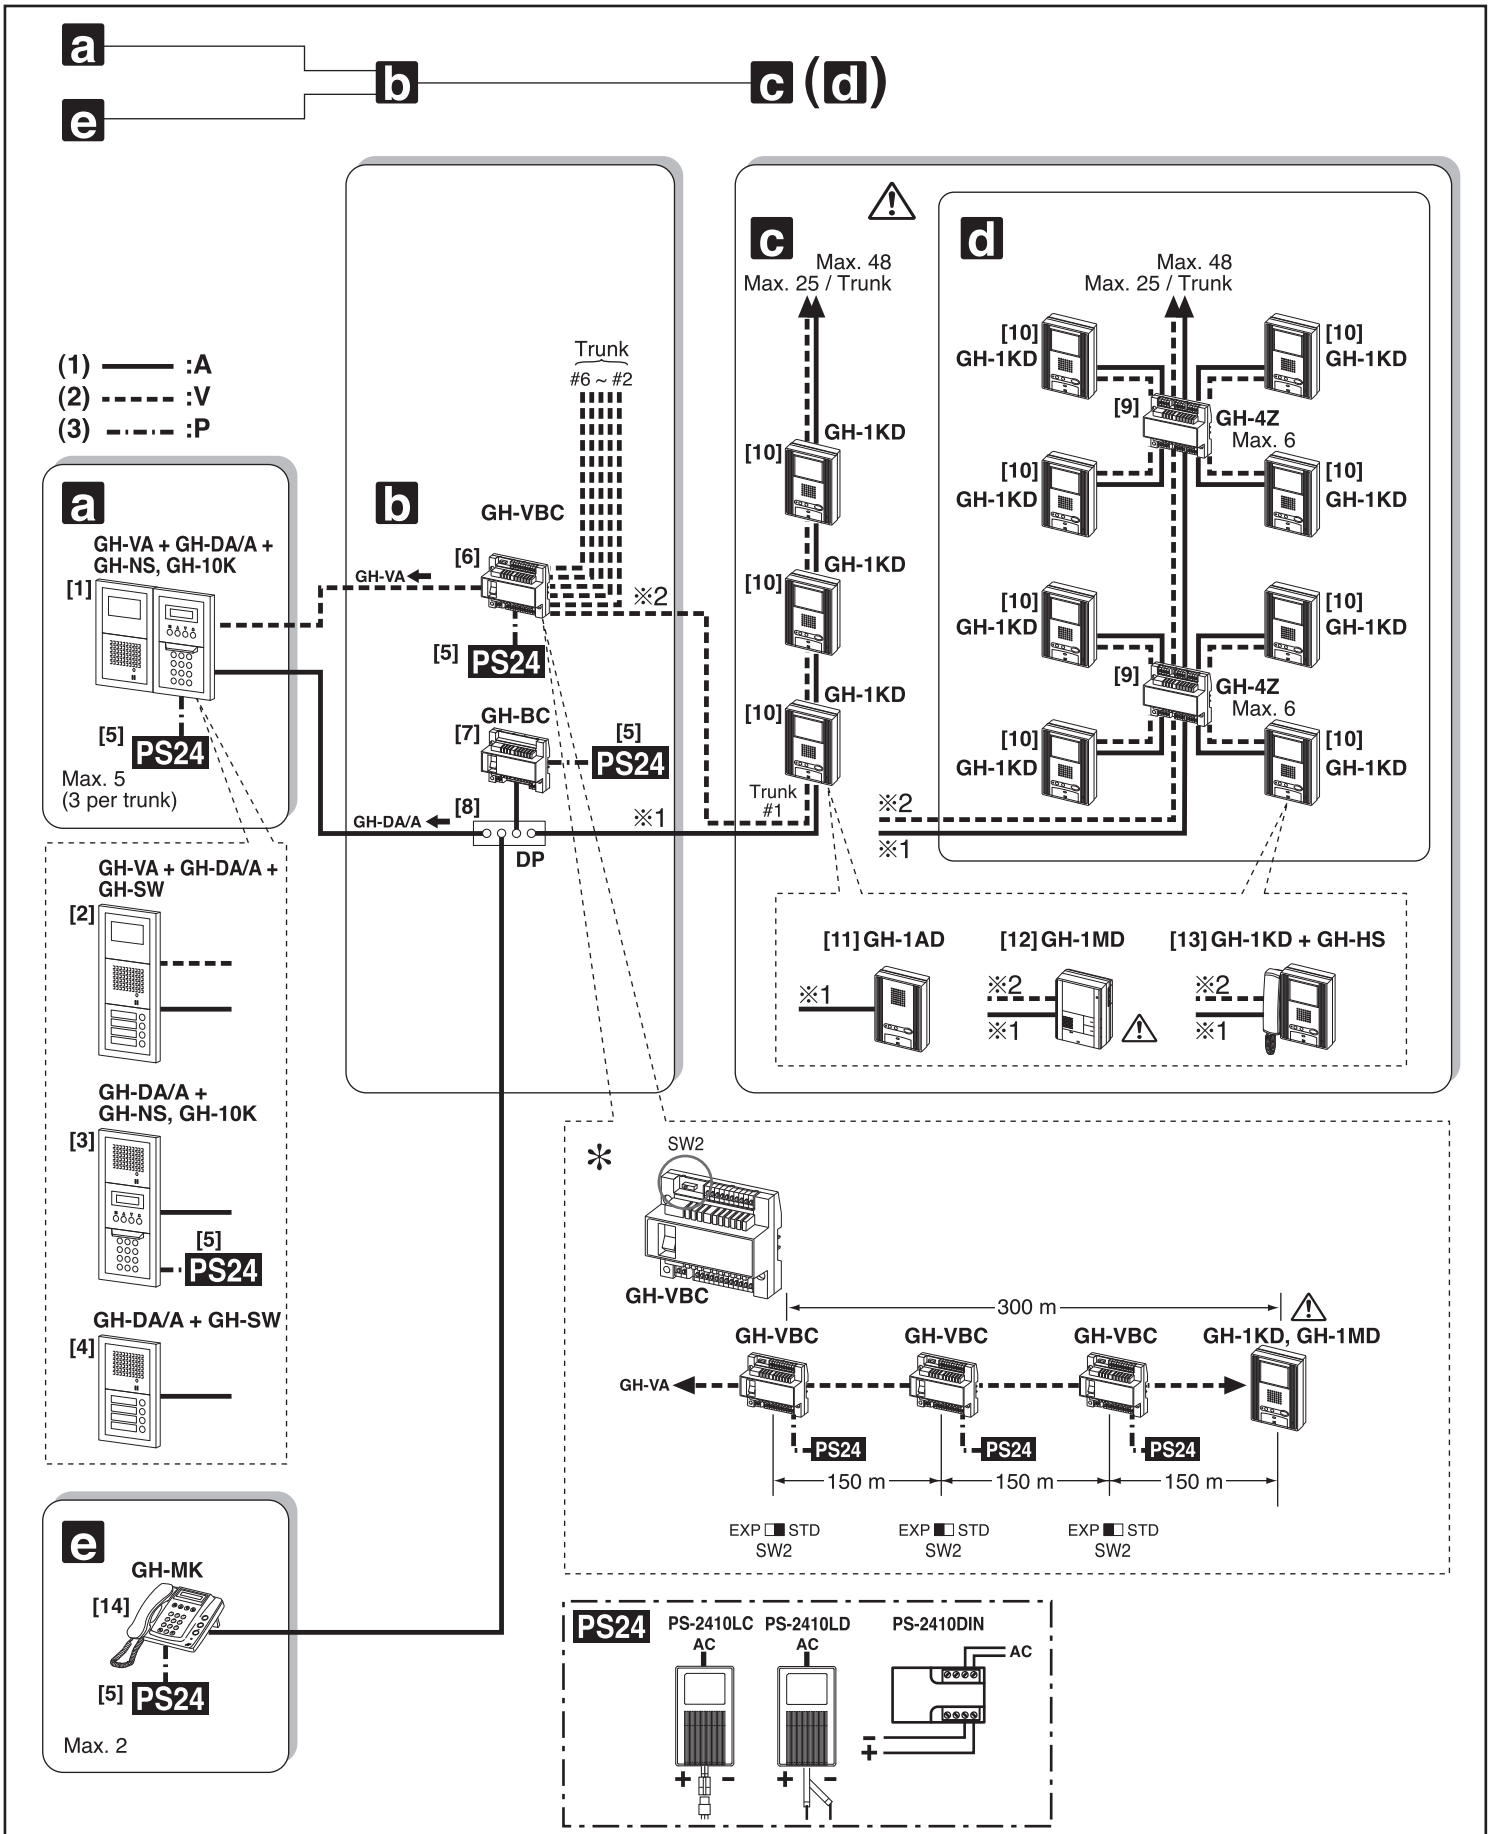 a
b
c (d)
e
(1) :A
(2) :V
(3) :P
a
GH-VA + GH-DA/A +
GH-NS, GH-10K
[1]
[5]
PS24
Max. 5
(3 per trunk)
GH-VA + GH-DA/A +
GH-SW
[2]
GH-DA/A +
GH-NS, GH-10K
[3]
[5]
PS24
GH-DA/A + GH-SW
[4]
e
GH-MK
[14]
[5] PS24
Max. 2
b
Trunk
#6 ~ #2
GH-VBC
[6]
GH-VA
※2
[5] PS24
GH-BC
[7]
[5]
PS24
GH-DA/A
[8]
※1
DP
c
Max. 48
Max. 25 / Trunk
GH-1KD
[10]
GH-1KD
[10]
GH-1KD
[10]
Trunk
#1
d
Max. 48
Max. 25 / Trunk
[10]
GH-1KD
[10]
GH-1KD
[9]
GH-4Z
Max. 6
[10]
GH-1KD
[10]
GH-1KD
[10]
GH-1KD
[10]
GH-1KD
[9]
GH-4Z
Max. 6
[10]
GH-1KD
[10]
GH-1KD
※2
※1
[11] GH-1AD
※1
[12] GH-1MD
※2
※1
[13] GH-1KD + GH-HS
※2
※1
*
SW2
GH-VBC
300 m
GH-VBC
GH-VBC
GH-VBC
GH-1KD, GH-1MD
GH-VA
PS24
PS24
PS24
150 m
150 m
150 m
EXP STD
SW2
EXP STD
SW2
EXP STD
SW2
PS24
PS-2410LC
AC
+ -
PS-2410LD
AC
+ -
PS-2410DIN
AC
-
+